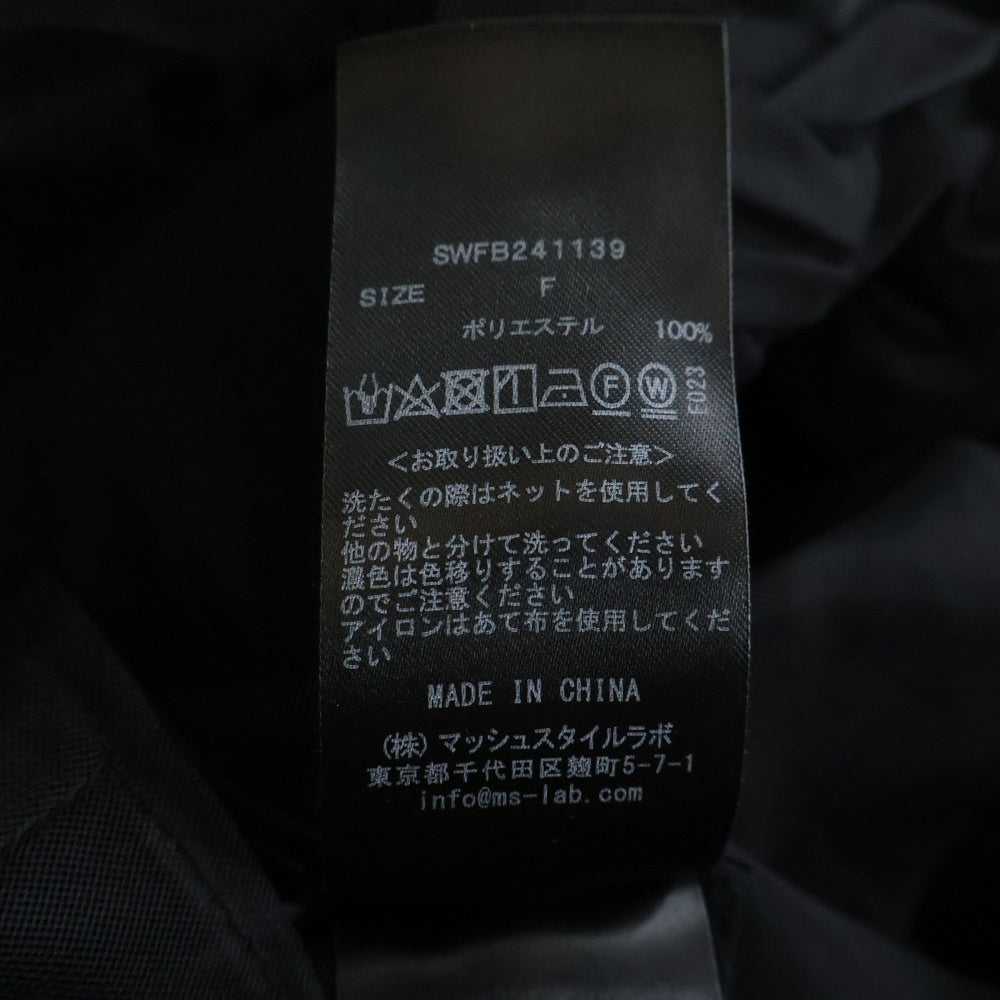 SWFB241139
SIZE F
ポリエステル 100%
F W E023
<お取り扱い上のご注意>
洗たくの際はネットを使用してく
ださい
他の物と分けて洗ってください
濃色は色移りすることがあります
のでご注意ください
アイロンはあて布を使用してくだ
さい
MADE IN CHINA
(株)マッシュスタイルラボ
東京都千代田区麹町5-7-1
info@ms-lab.com